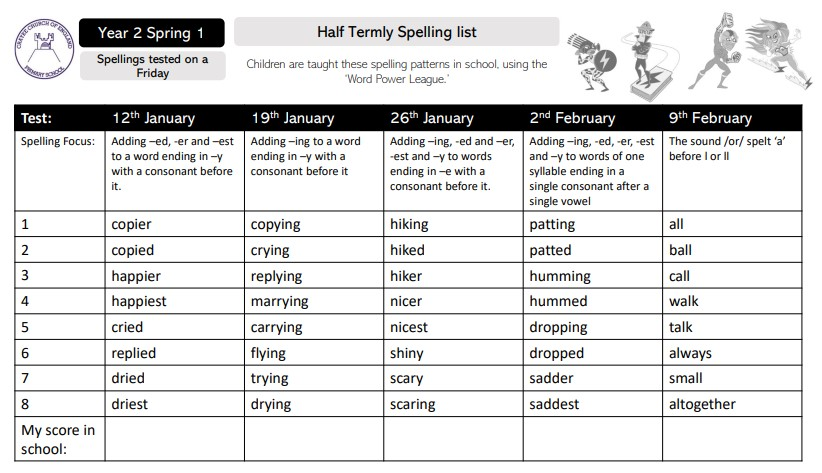 CRAYKE CHURCH OF ENGLAND
PRIMARY SCHOOL
Year 2 Spring 1
Spellings tested on a
Friday
Half Termly Spelling list
Children are taught these spelling patterns in school, using the
‘Word Power League.’
Test: 12th January 19th January 26th January 2nd February 9th February
Spelling Focus: Adding –ed, -er and –est Adding –ing to a word Adding –ing, -ed and –er, Adding –ing, -ed, -er, -est The sound /or/ spelt ‘a’
to a word ending in –y ending in –y with a -est and –y to words and –y to words of one before l or ll
with a consonant before consonant before it ending in –e with a syllable ending in a
it. consonant before it. single consonant after a
single vowel
1 copier copying hiking patting all
2 copied crying hiked patted ball
3 happier replying hiker humming call
4 happiest marrying nicer hummed walk
5 cried carrying nicest dropping talk
6 replied flying shiny dropped always
7 dried trying scary sadder small
8 driest drying scaring saddest altogether
My score in
school: